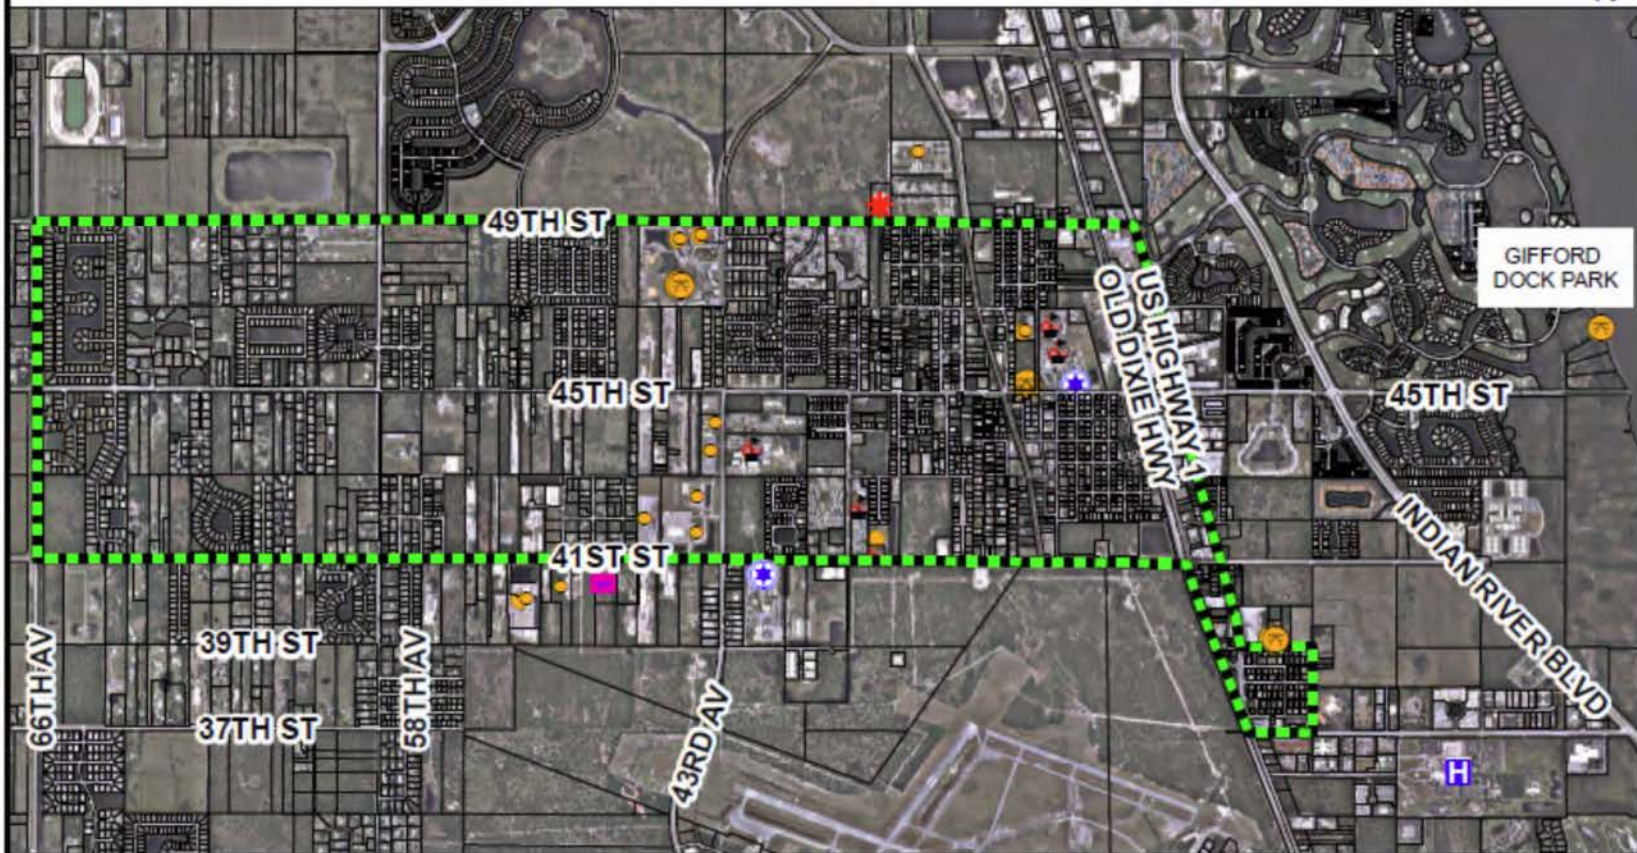 49TH ST
GIFFORD
DOCK PARK
US HIGHWAY 1
OLD DIXIE HWY
45TH ST
45TH ST
INDIAN RIVER BLVD
41ST ST
39TH ST
66TH AV
58TH AV
37TH ST
43RD AV
H